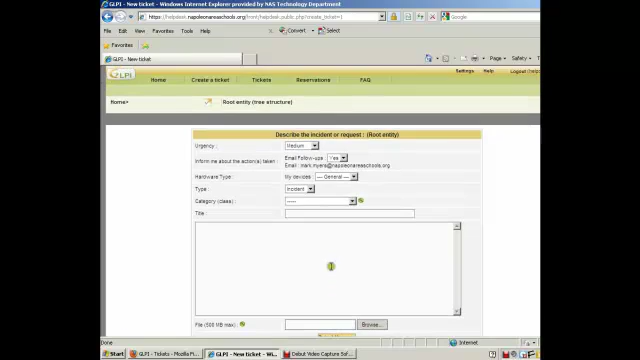 GLPI - New ticket - Windows Internet Explorer provided by NAS Technology Department
https://helpdesk.napoleonareaschools.org/front/helpdesk.public.php?create_ticket=1
Google
File Edit View Favorites Tools Help
Convert Select
Favorites
GLPI - New ticket
Page Safety
Settings Help Logout
GLPI
Home Create a ticket Tickets Reservations FAQ
Home> Root entity (tree structure)
Describe the incident or request : (Root entity)
Urgency : Medium
Inform me about the action(s) taken : Email Follow-ups : Yes
Email : mark.myers@napoleonareaschools.org
Hardware Type : My devices : --- General ---
Type : Incident
Category (class) : -----
Title :
File (500 MB max) : Browse...
Done Internet
Start GLPI - Tickets - Mozilla Fi... GLPI - New ticket - Wi... Debut Video Capture Sof...